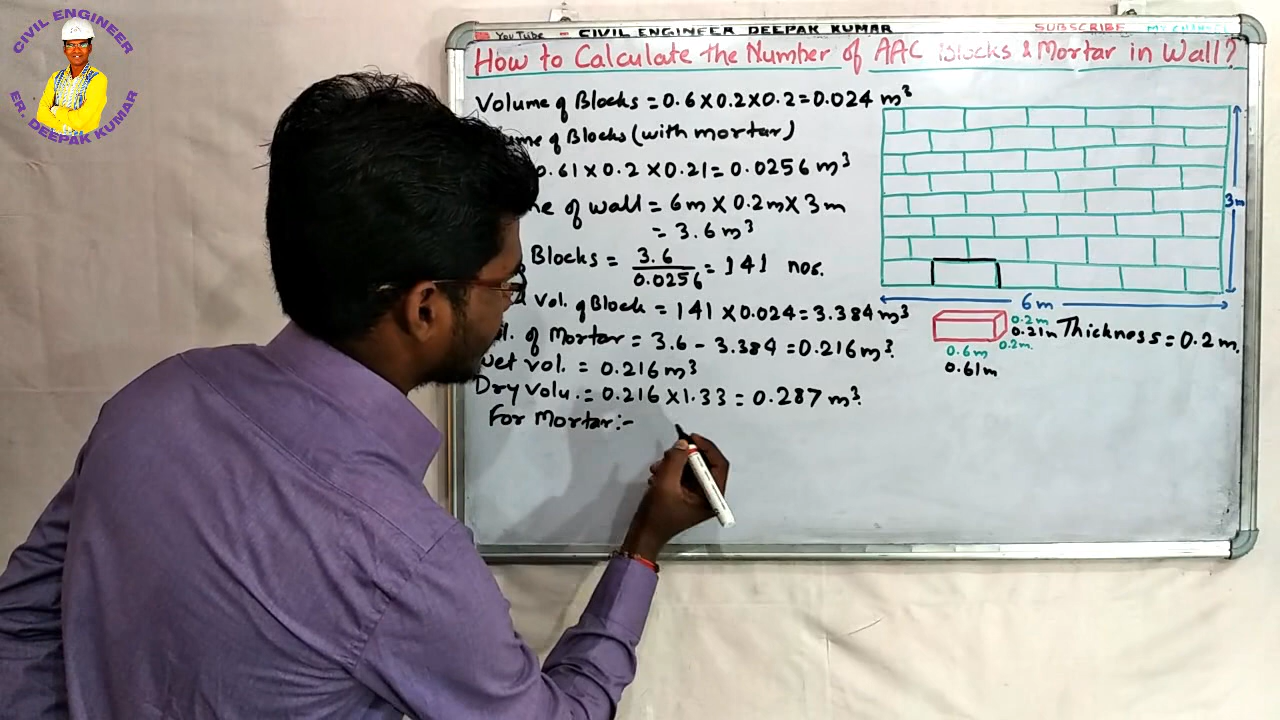 CIVIL ENGINEER
ER. DEEPAK KUMAR
YouTube - CIVIL ENGINEER DEEPAK KUMAR SUBSCRIBE MY CHANNEL
How to Calculate the Number of AAC Blocks & Mortar in Wall?
Volume of Blocks = 0.6 × 0.2 × 0.2 = 0.024 m³
ume of Blocks (with mortar)
0.61 × 0.2 × 0.21 = 0.0256 m³
me of wall = 6m × 0.2m × 3m
= 3.6 m³
Blocks = 3.6 / 0.0256 = 141 nos.
Vol. of Block = 141 × 0.024 = 3.384 m³
l. of Mortar = 3.6 - 3.384 = 0.216 m³.
Wet vol. = 0.216 m³
Dry Volu. = 0.216 × 1.33 = 0.287 m³.
For Mortar:-
3m
6m
0.2m
0.21m
0.2m.
0.6m
0.61m
Thickness = 0.2 m.